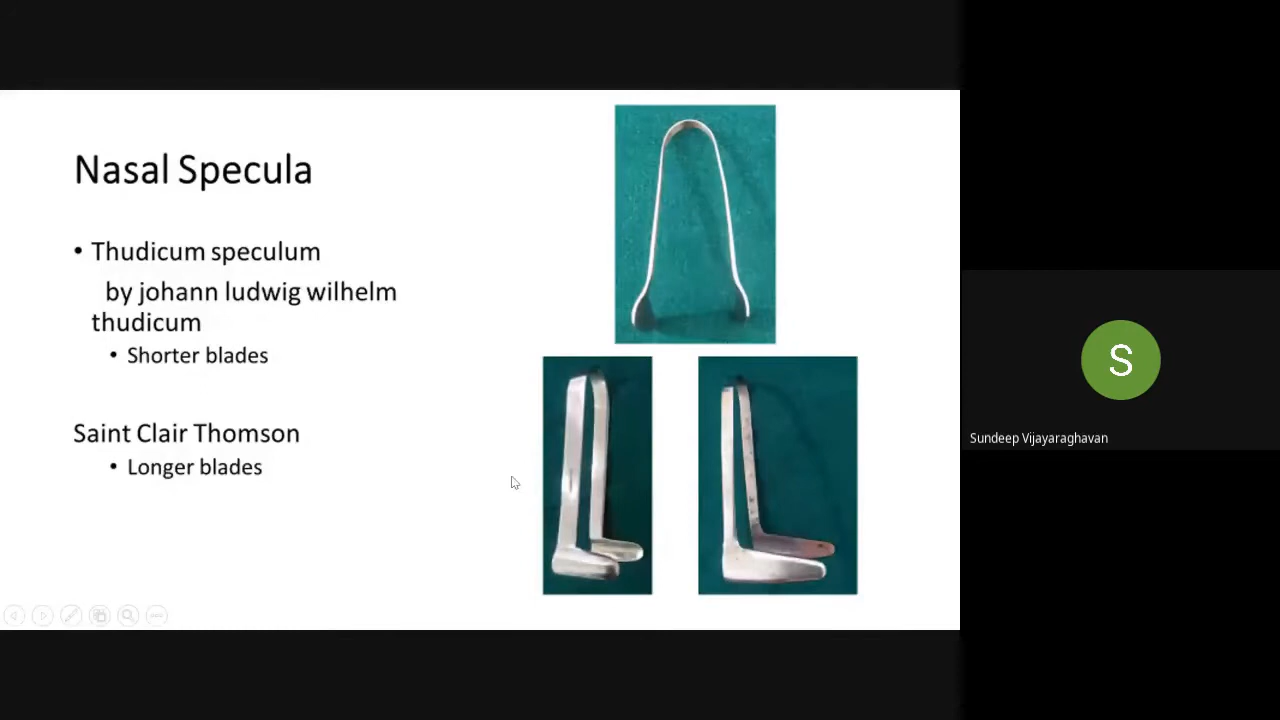 Nasal Specula
• Thudicum speculum
by johann ludwig wilhelm
thudicum
• Shorter blades
Saint Clair Thomson
• Longer blades
S
Sundeep Vijayaraghavan